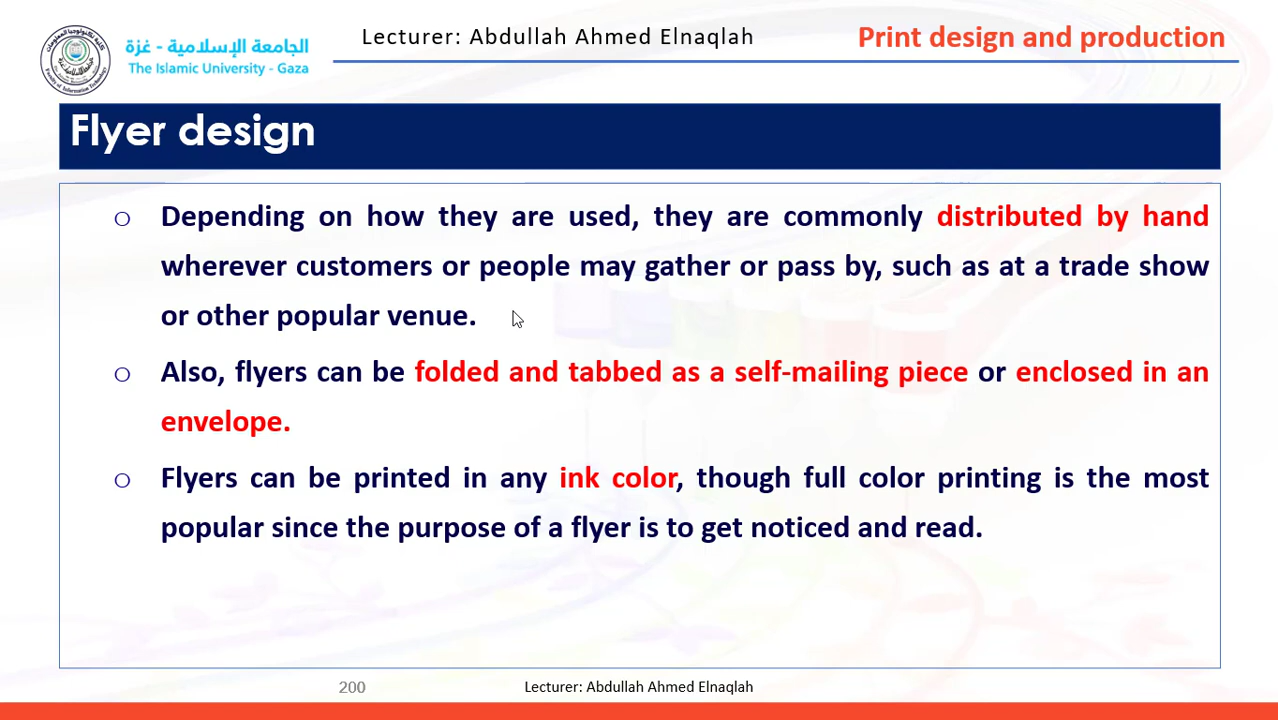 الجامعة الإسلامية - غزة
The Islamic University - Gaza
Lecturer: Abdullah Ahmed Elnaqlah
Print design and production
Flyer design
o Depending on how they are used, they are commonly distributed by hand
wherever customers or people may gather or pass by, such as at a trade show
or other popular venue.
o Also, flyers can be folded and tabbed as a self-mailing piece or enclosed in an
envelope.
o Flyers can be printed in any ink color, though full color printing is the most
popular since the purpose of a flyer is to get noticed and read.
200
Lecturer: Abdullah Ahmed Elnaqlah